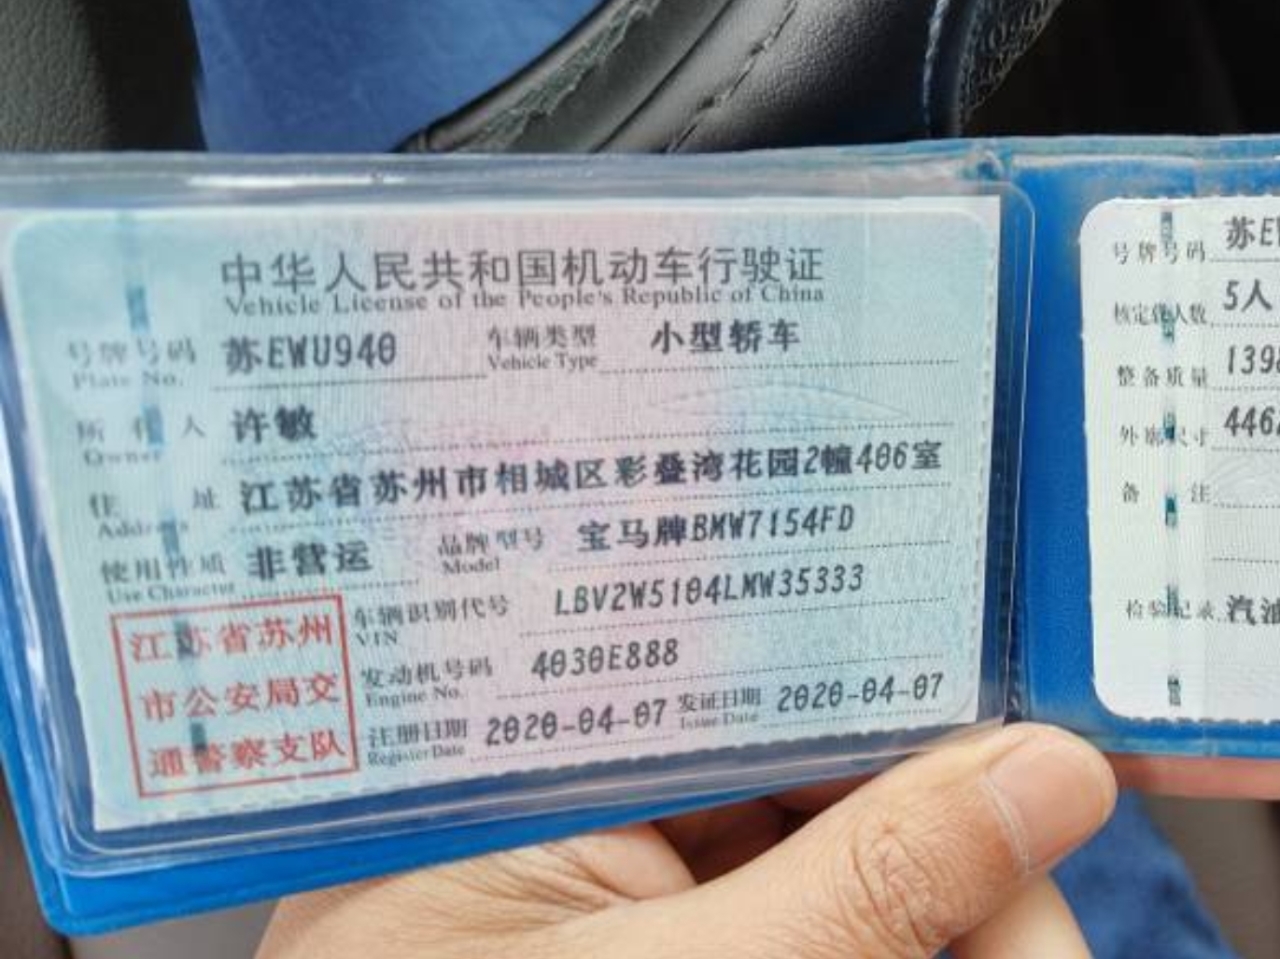 中华人民共和国机动车行驶证
Vehicle License of the People's Republic of China
号牌号码 苏EWU940 车辆类型 小型轿车
Plate No. Vehicle Type
所有人 许敏
Owner
住址 江苏省苏州市相城区彩叠湾花园2幢406室
Address
使用性质 非营运 品牌型号 宝马牌BMW7154FD
Use Character Model
车辆识别代号 LBV2W5104LMW35333
VIN
发动机号码 4030E888
Engine No.
注册日期 2020-04-07 发证日期 2020-04-07
Register Date Issue Date
江苏省苏州
市公安局交
通警察支队
号牌号码 苏E
核定载人数 5人
整备质量 139
外廓尺寸 446
备注
检验记录 汽油